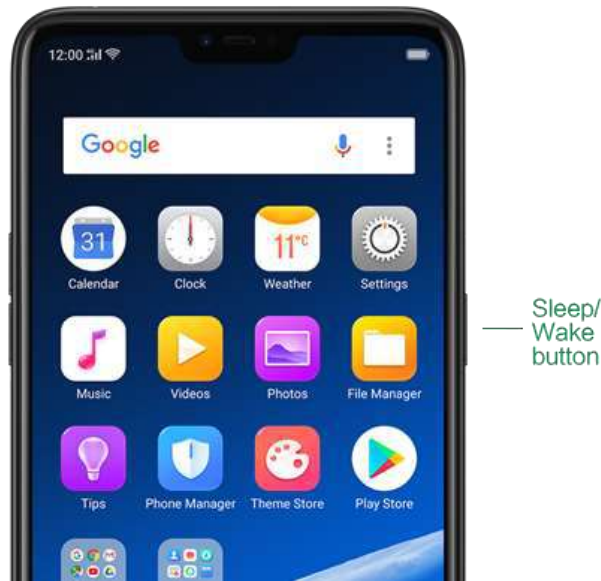 12:00
Google
31
11°C
Calendar Clock Weather Settings
Sleep/
Wake
button
Music Videos Photos File Manager
Tips Phone Manager Theme Store Play Store